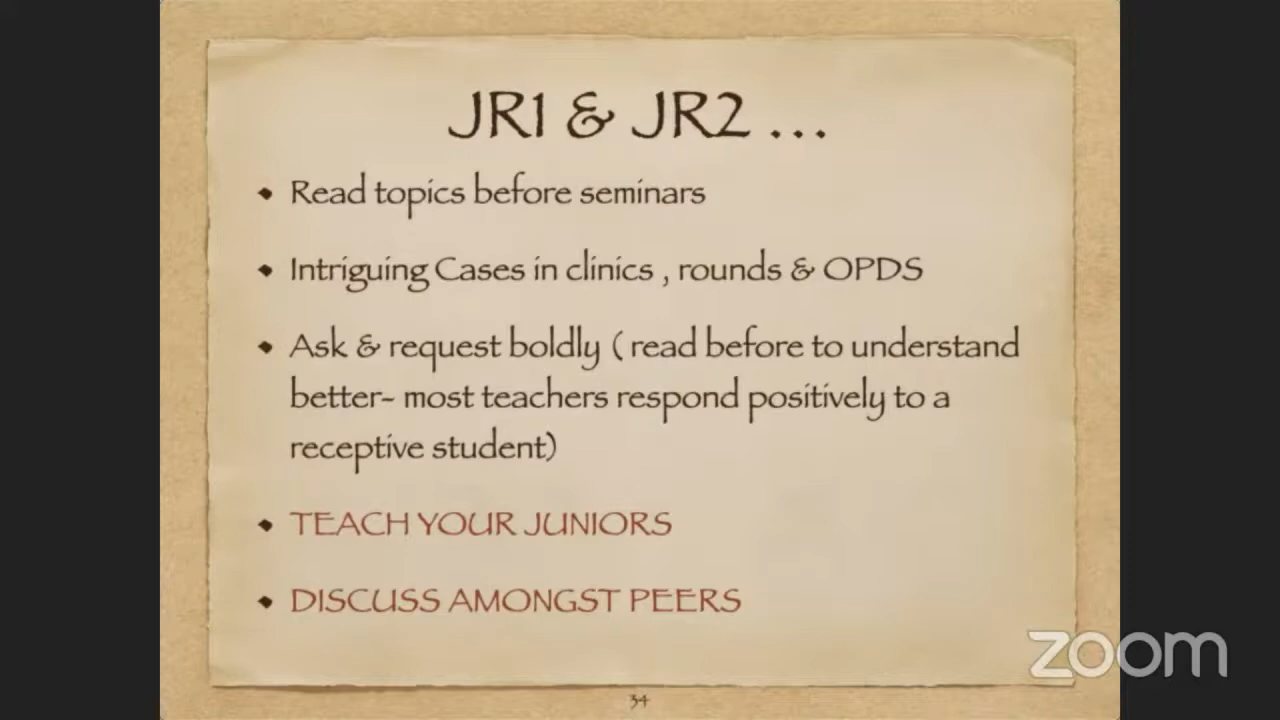 JR1 & JR2 ...
• Read topics before seminars
• Intriguing Cases in clinics , rounds & OPDS
• Ask & request boldly ( read before to understand
better- most teachers respond positively to a
receptive student)
• TEACH YOUR JUNIORS
• DISCUSS AMONGST PEERS
zoom
34